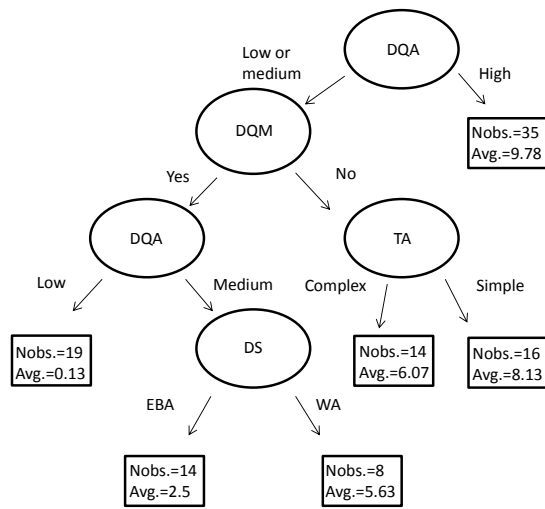 DQA
Low or
medium
High
DQM
Nobs.=35
Avg.=9.78
Yes
No
DQA
TA
Low
Medium
Complex
Simple
Nobs.=19
Avg.=0.13
DS
Nobs.=14
Avg.=6.07
Nobs.=16
Avg.=8.13
EBA
WA
Nobs.=14
Avg.=2.5
Nobs.=8
Avg.=5.63